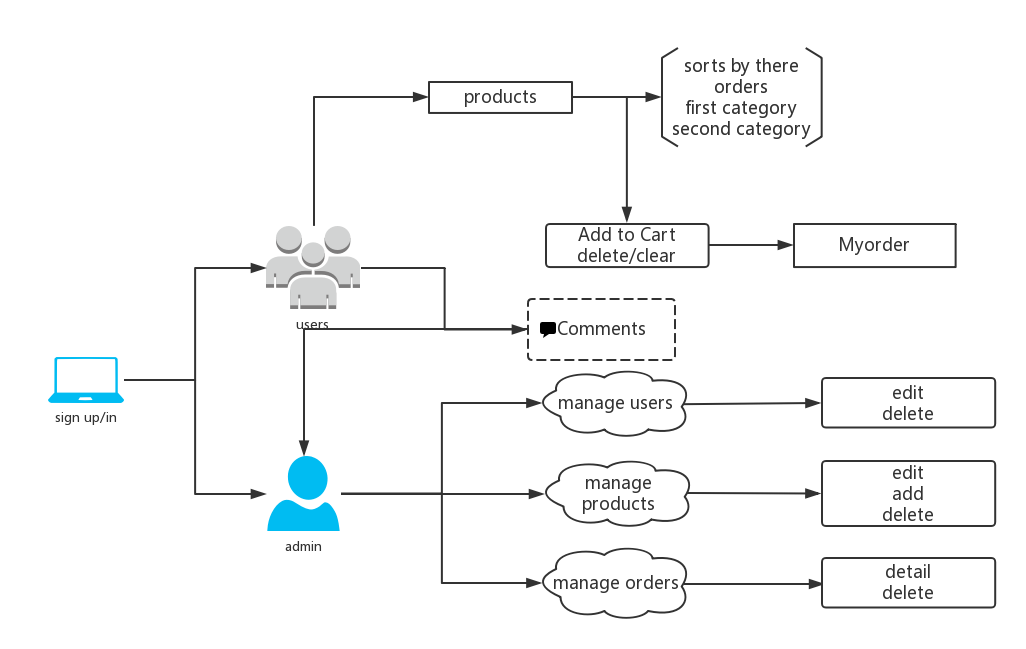 sorts by there
orders
first category
second category
products
Add to Cart
delete/clear
Myorder
users
Comments
sign up/in
manage users
edit
delete
manage
products
edit
add
delete
admin
manage orders
detail
delete